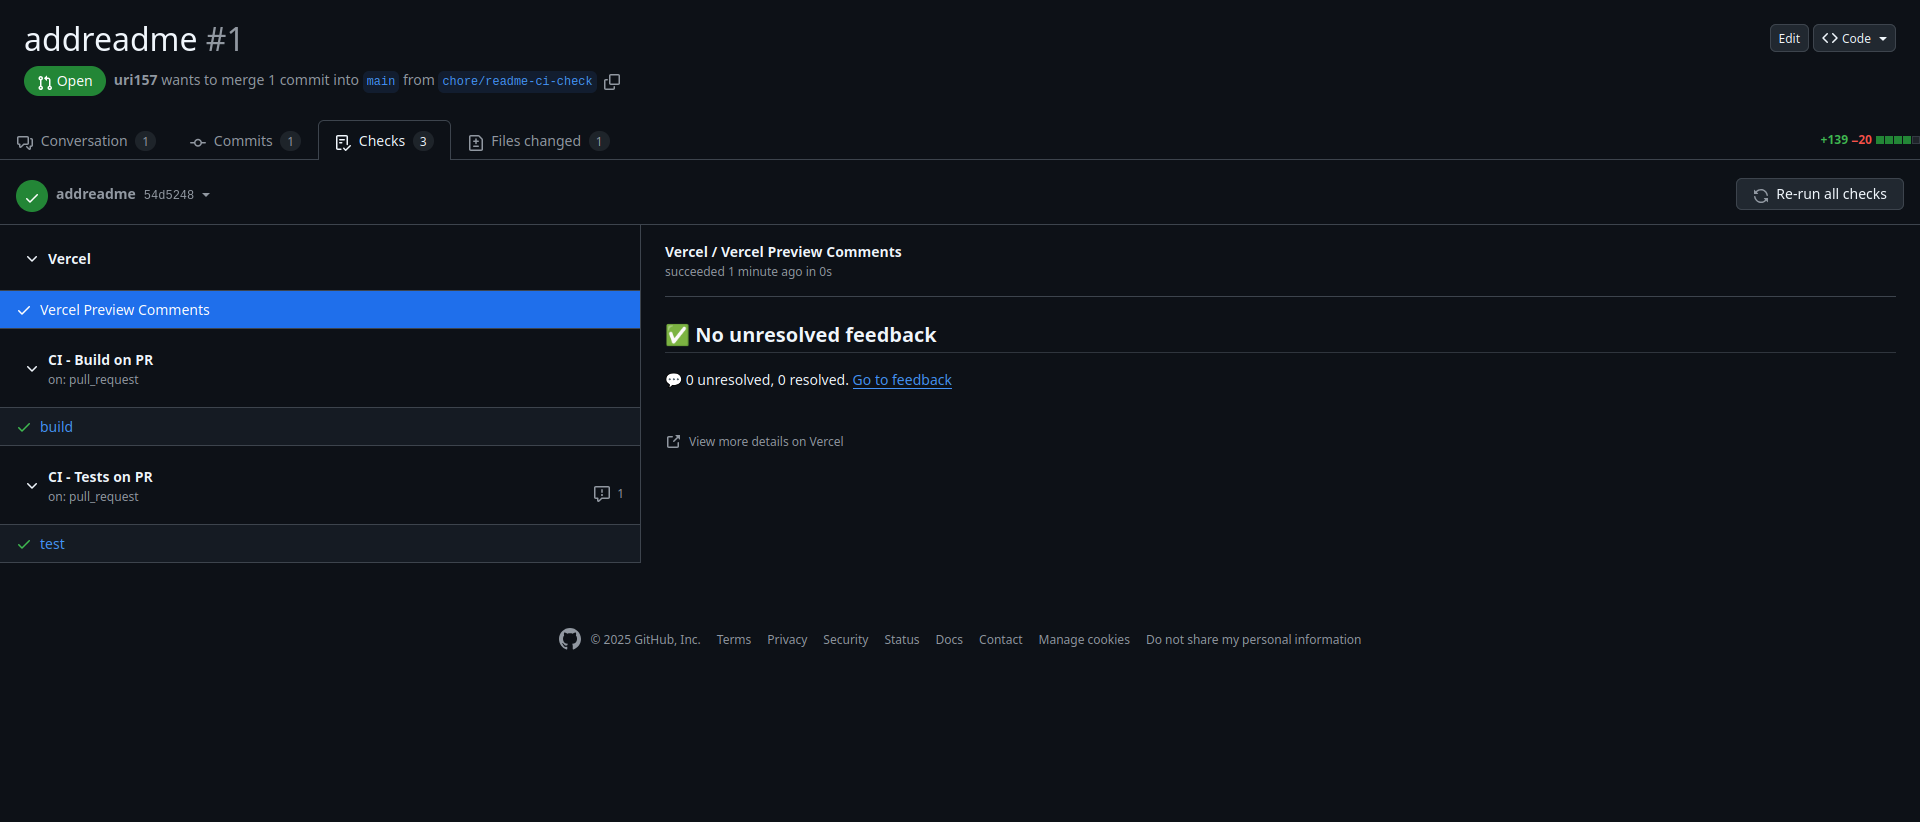 addreadme #1
Edit
Code
Open
uri157 wants to merge 1 commit into main from chore/readme-ci-check
Conversation 1
Commits 1
Checks 3
Files changed 1
+139 −20
addreadme 54d5248
Re-run all checks
Vercel
Vercel Preview Comments
CI - Build on PR
on: pull_request
build
CI - Tests on PR
on: pull_request
1
test
Vercel / Vercel Preview Comments
succeeded 1 minute ago in 0s
✅ No unresolved feedback
💬 0 unresolved, 0 resolved. Go to feedback
View more details on Vercel
© 2025 GitHub, Inc. Terms Privacy Security Status Docs Contact Manage cookies Do not share my personal information